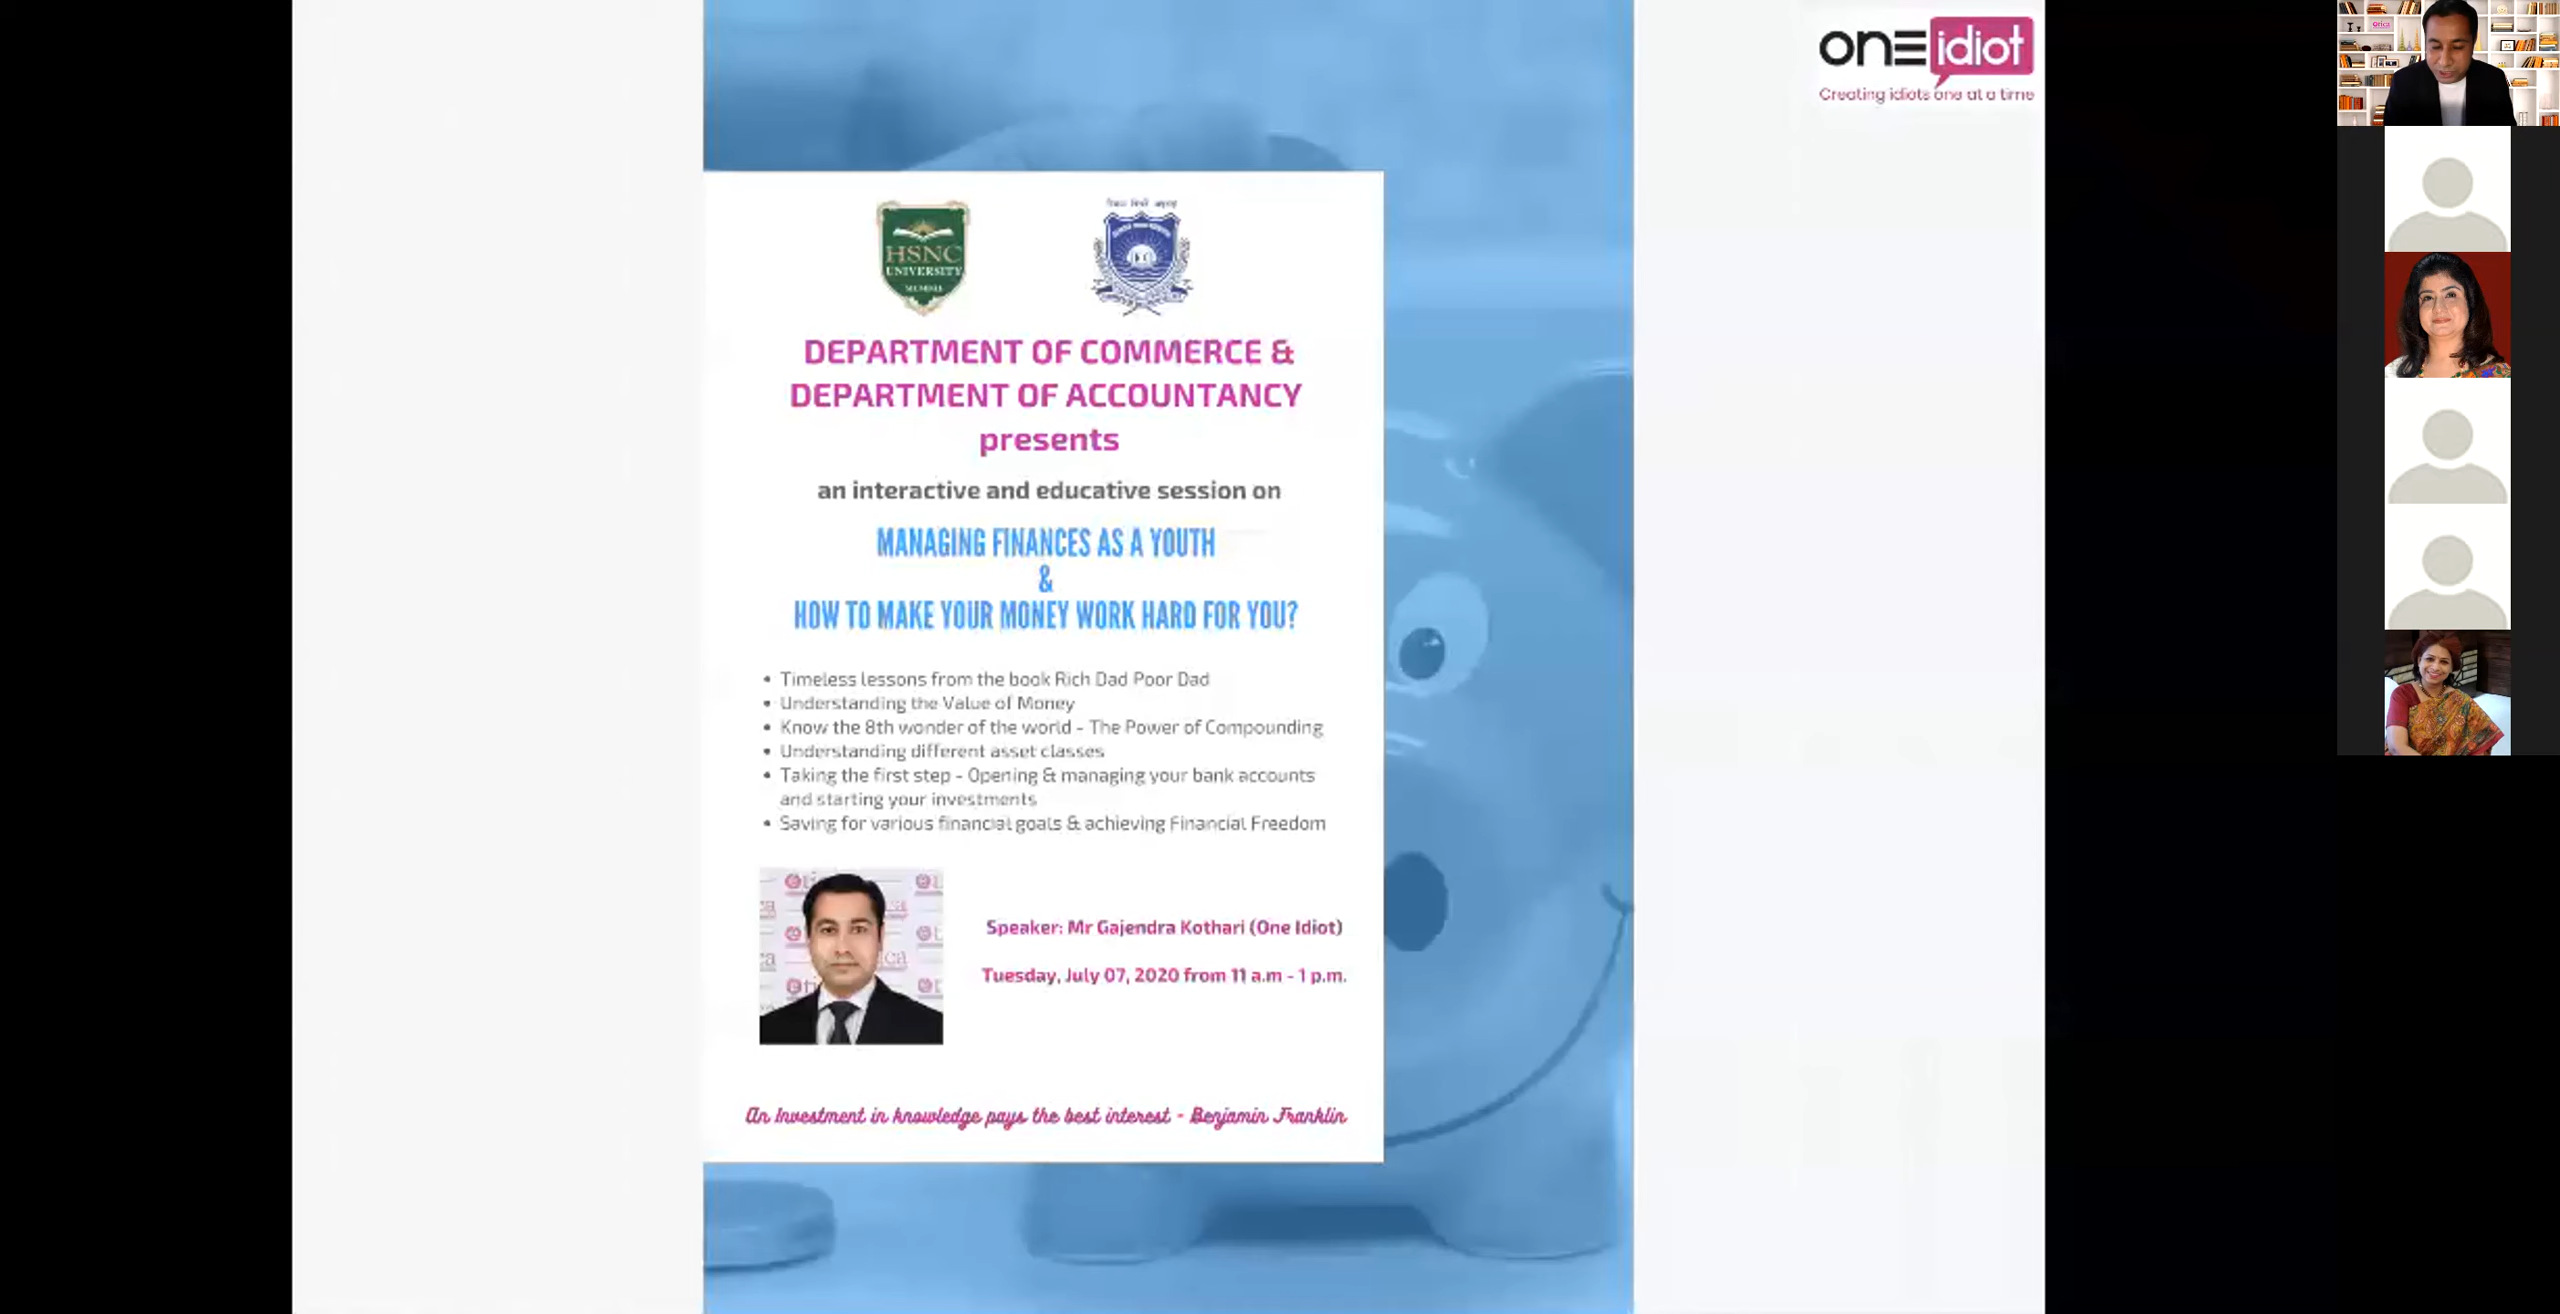 one idiot
Creating idiots one at a time
HSNC
UNIVERSITY
MUMBAI
DEPARTMENT OF COMMERCE &
DEPARTMENT OF ACCOUNTANCY
presents
an interactive and educative session on
MANAGING FINANCES AS A YOUTH
&
HOW TO MAKE YOUR MONEY WORK HARD FOR YOU?
• Timeless lessons from the book Rich Dad Poor Dad
• Understanding the Value of Money
• Know the 8th wonder of the world - The Power of Compounding
• Understanding different asset classes
• Taking the first step - Opening & managing your bank accounts
and starting your investments
• Saving for various financial goals & achieving Financial Freedom
Speaker: Mr Gajendra Kothari (One Idiot)
Tuesday, July 07, 2020 from 11 a.m - 1 p.m.
An Investment in knowledge pays the best interest - Benjamin Franklin